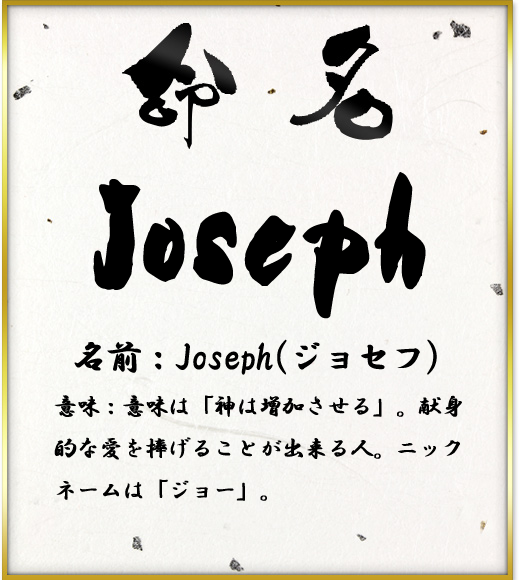 命名
Joseph
名前：Joseph(ジョセフ)
意味：意味は「神は増加させる」。献身
的な愛を捧げることが出来る人。ニック
ネームは「ジョー」。